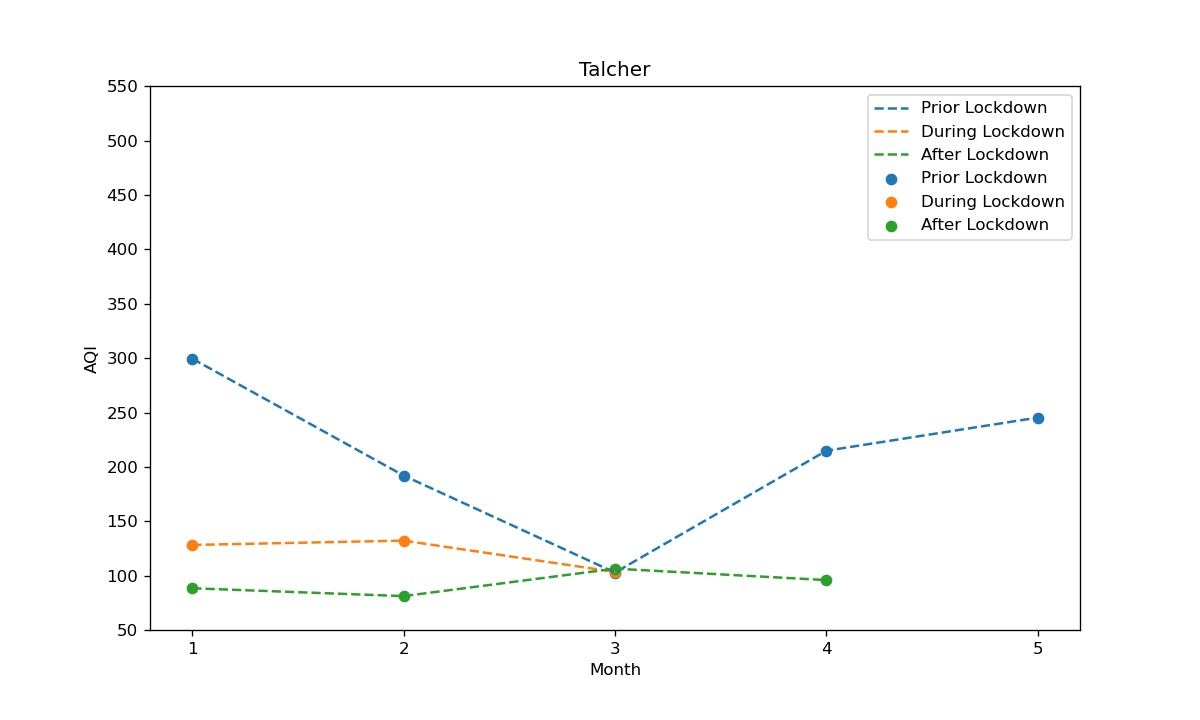 Talcher
550
500
450
400
350
300
250
200
150
100
50
AQI
1 2 3 4 5
Month
Prior Lockdown
During Lockdown
After Lockdown
Prior Lockdown
During Lockdown
After Lockdown